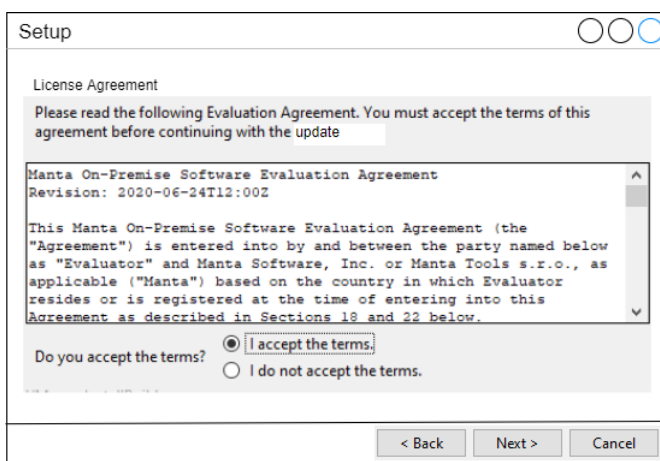 Setup
License Agreement
Please read the following Evaluation Agreement. You must accept the terms of this
agreement before continuing with the update
Manta On-Premise Software Evaluation Agreement
Revision: 2020-06-24T12:00Z
This Manta On-Premise Software Evaluation Agreement (the
"Agreement") is entered into by and between the party named below
as "Evaluator" and Manta Software, Inc. or Manta Tools s.r.o., as
applicable ("Manta") based on the country in which Evaluator
resides or is registered at the time of entering into this
Agreement as described in Sections 18 and 22 below.
Do you accept the terms?
I accept the terms.
I do not accept the terms.
< Back
Next >
Cancel